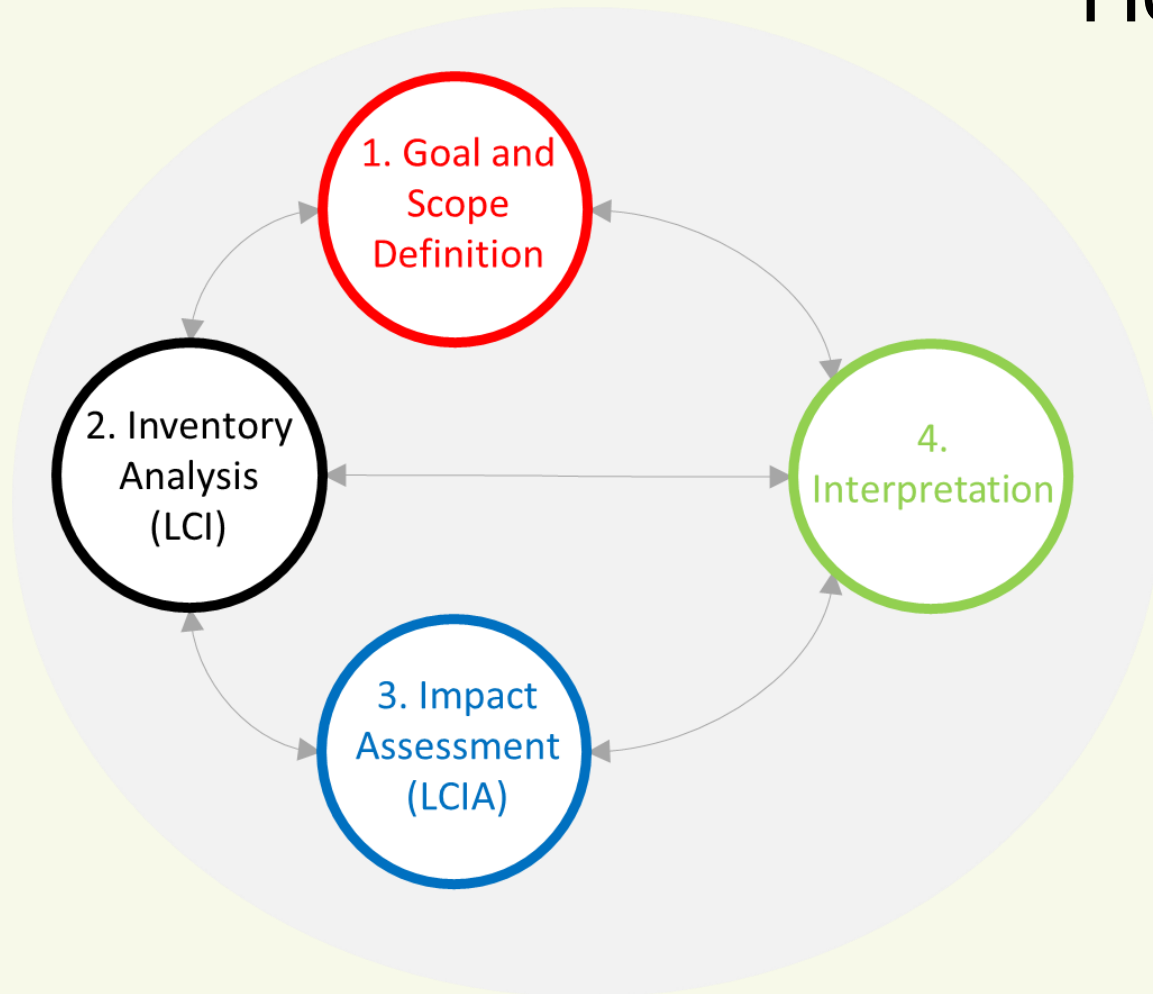 1. Goal and
Scope
Definition
2. Inventory
Analysis
(LCI)
3. Impact
Assessment
(LCIA)
4.
Interpretation